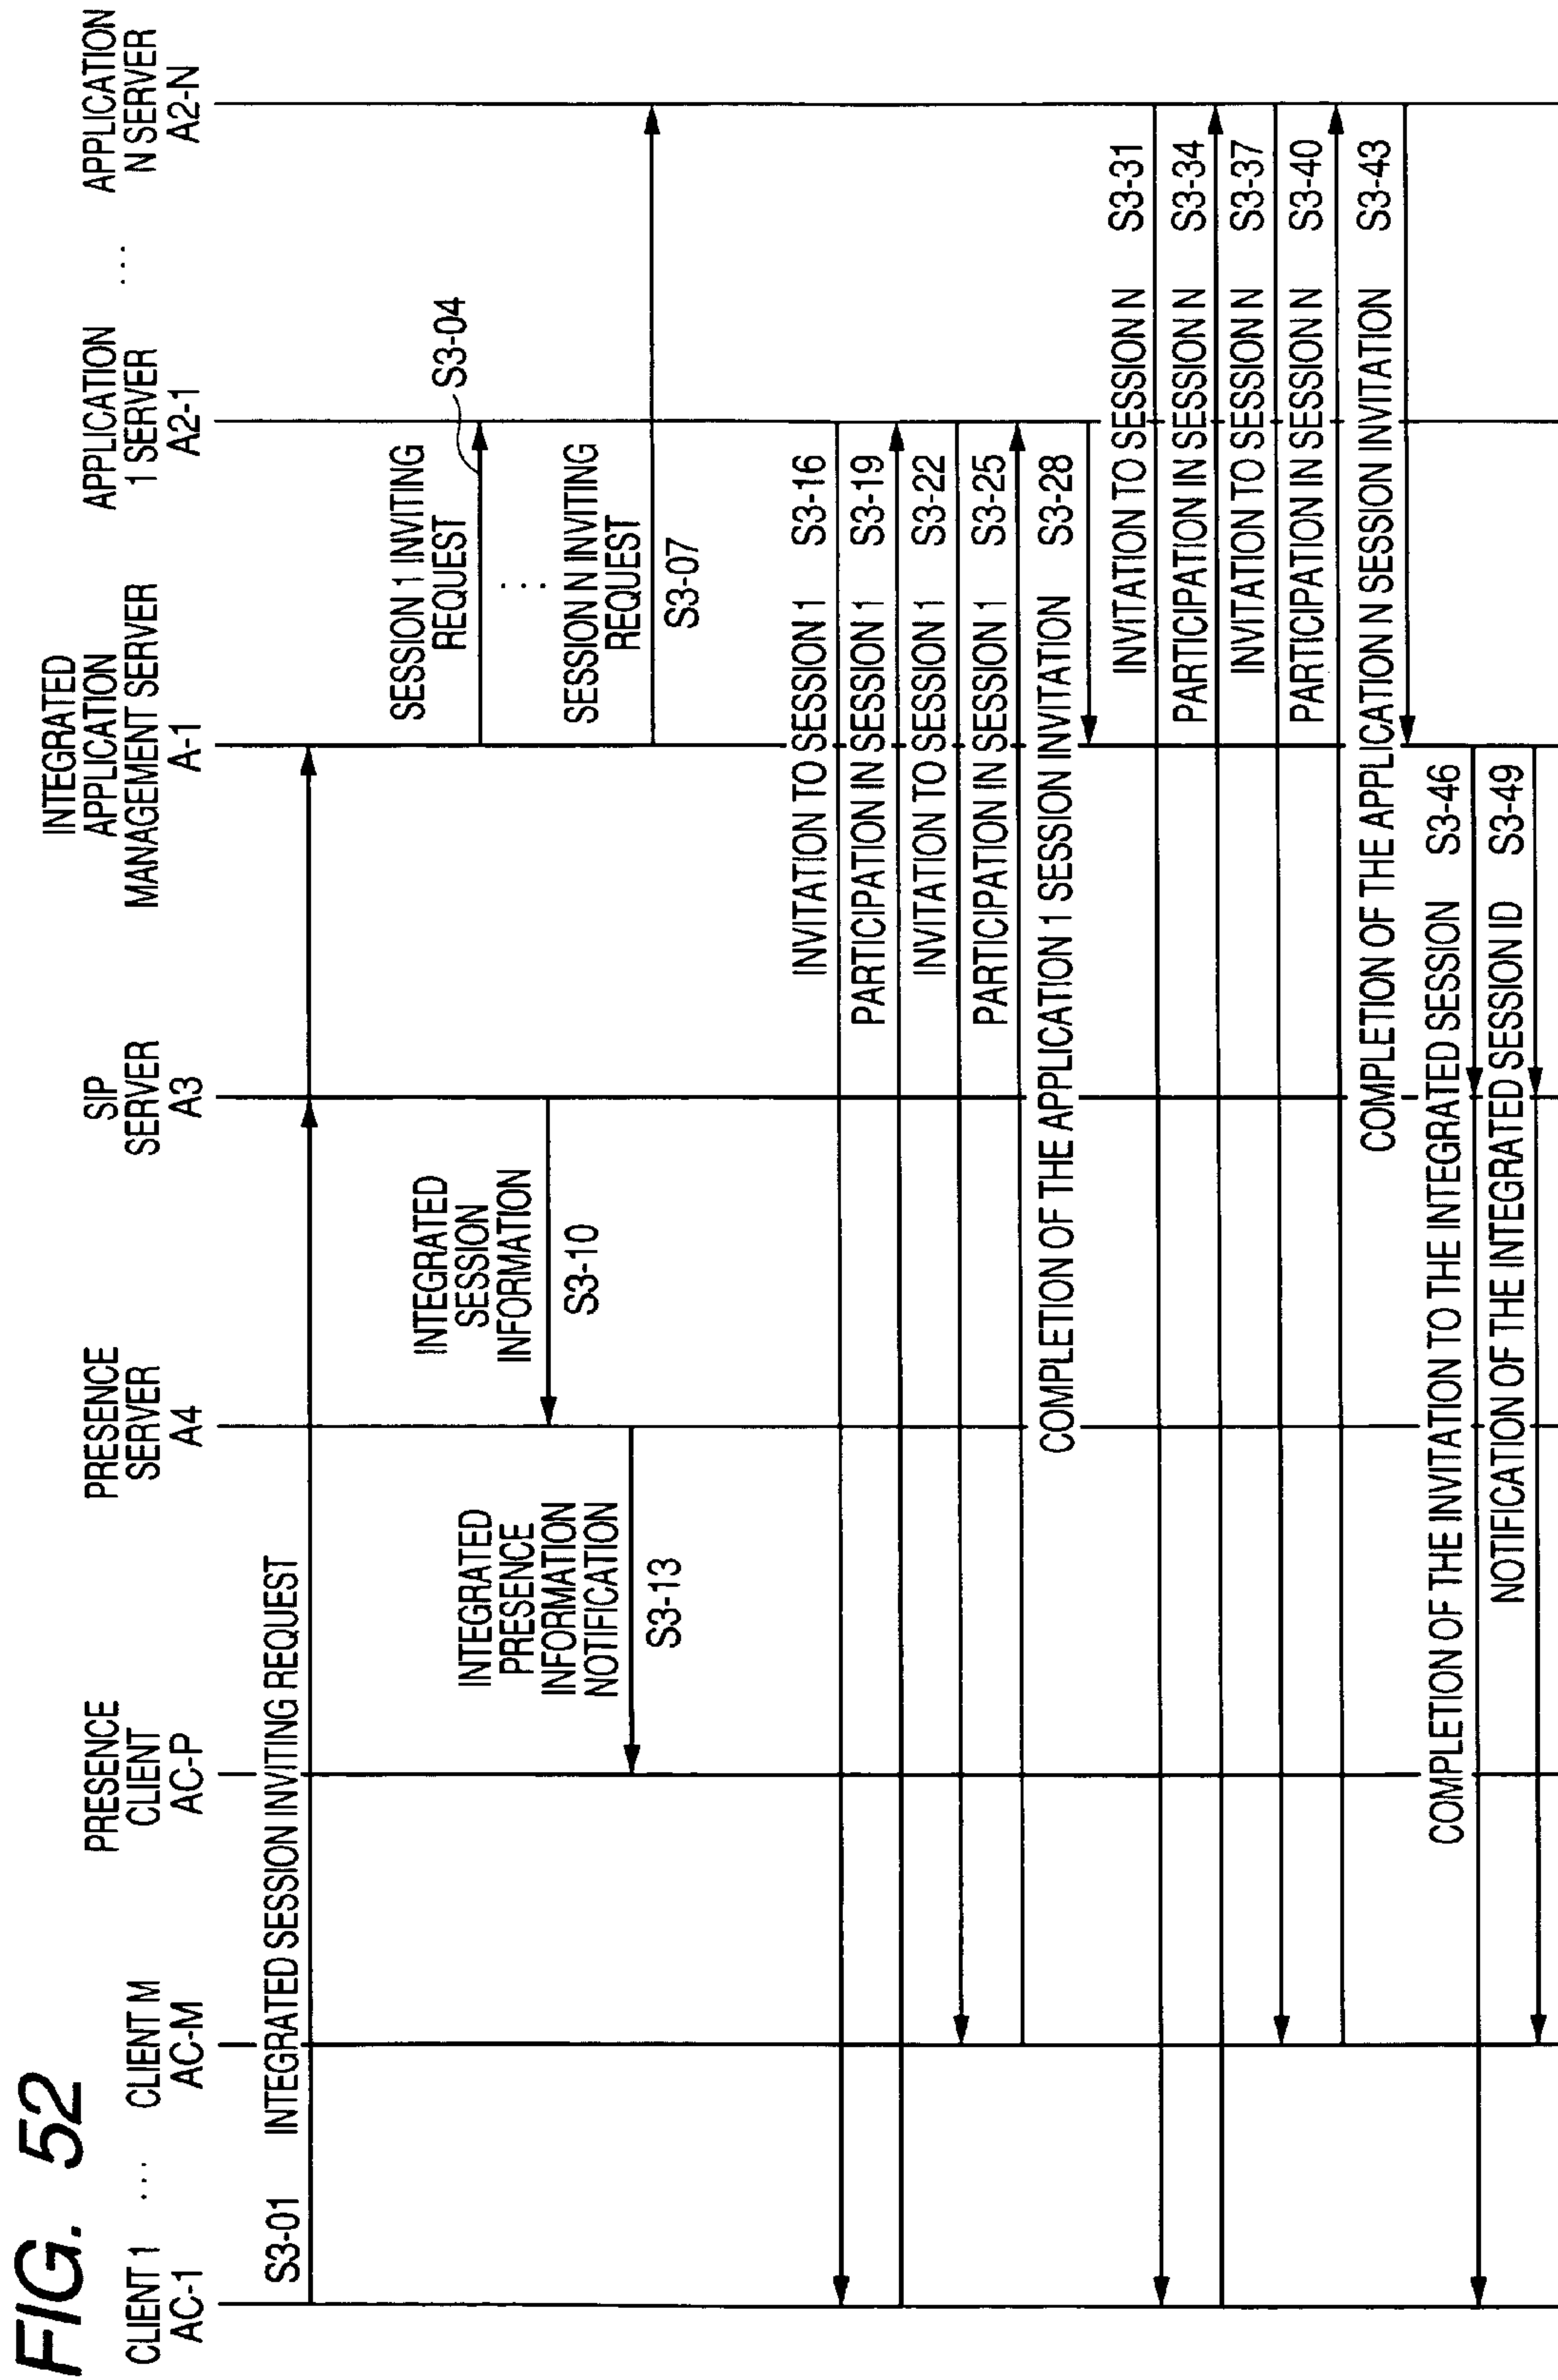 FIG. 52
CLIENT 1
AC-1
...
CLIENT M
AC-M
PRESENCE
CLIENT
AC-P
PRESENCE
SERVER
A4
SIP
SERVER
A3
INTEGRATED
APPLICATION
MANAGEMENT SERVER
A-1
APPLICATION
1 SERVER
A2-1
...
APPLICATION
N SERVER
A2-N
S3-01 INTEGRATED SESSION INVITING REQUEST
SESSION 1 INVITING
REQUEST
S3-04
...
SESSION N INVITING
REQUEST
S3-07
INTEGRATED
SESSION
INFORMATION
S3-10
INTEGRATED
PRESENCE
INFORMATION
NOTIFICATION
S3-13
INVITATION TO SESSION 1 S3-16
PARTICIPATION IN SESSION 1 S3-19
INVITATION TO SESSION 1 S3-22
PARTICIPATION IN SESSION 1 S3-25
COMPLETION OF THE APPLICATION 1 SESSION INVITATION S3-28
INVITATION TO SESSION N S3-31
PARTICIPATION IN SESSION N S3-34
INVITATION TO SESSION N S3-37
PARTICIPATION IN SESSION N S3-40
COMPLETION OF THE APPLICATION N SESSION INVITATION S3-43
COMPLETION OF THE INVITATION TO THE INTEGRATED SESSION S3-46
NOTIFICATION OF THE INTEGRATED SESSION ID S3-49